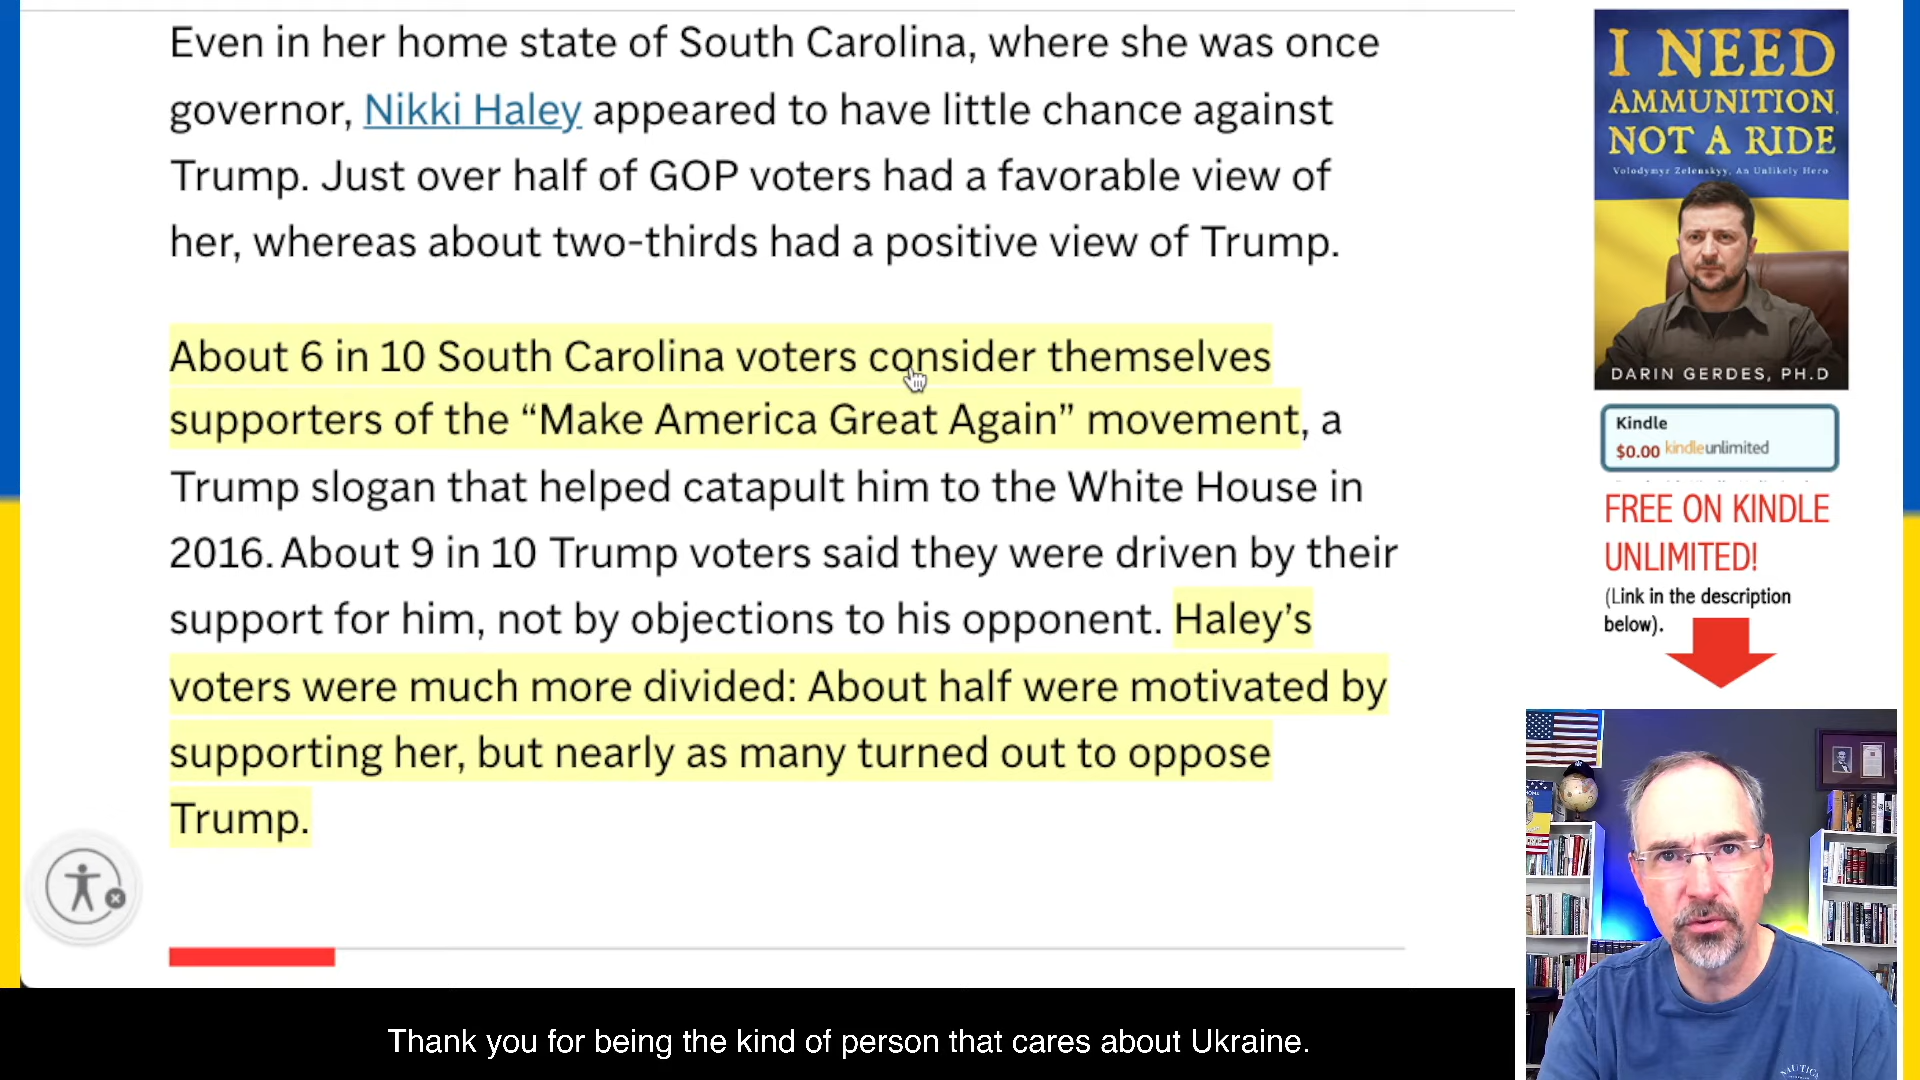 Even in her home state of South Carolina, where she was once
governor, Nikki Haley appeared to have little chance against
Trump. Just over half of GOP voters had a favorable view of
her, whereas about two-thirds had a positive view of Trump.
About 6 in 10 South Carolina voters consider themselves
supporters of the “Make America Great Again” movement, a
Trump slogan that helped catapult him to the White House in
2016. About 9 in 10 Trump voters said they were driven by their
support for him, not by objections to his opponent. Haley’s
voters were much more divided: About half were motivated by
supporting her, but nearly as many turned out to oppose
Trump.
Thank you for being the kind of person that cares about Ukraine.
I NEED
AMMUNITION,
NOT A RIDE
Volodymyr Zelenskyy, An Unlikely Hero
DARIN GERDES, PH.D
Kindle
$0.00 kindleunlimited
FREE ON KINDLE
UNLIMITED!
(Link in the description
below).
NAUTICA